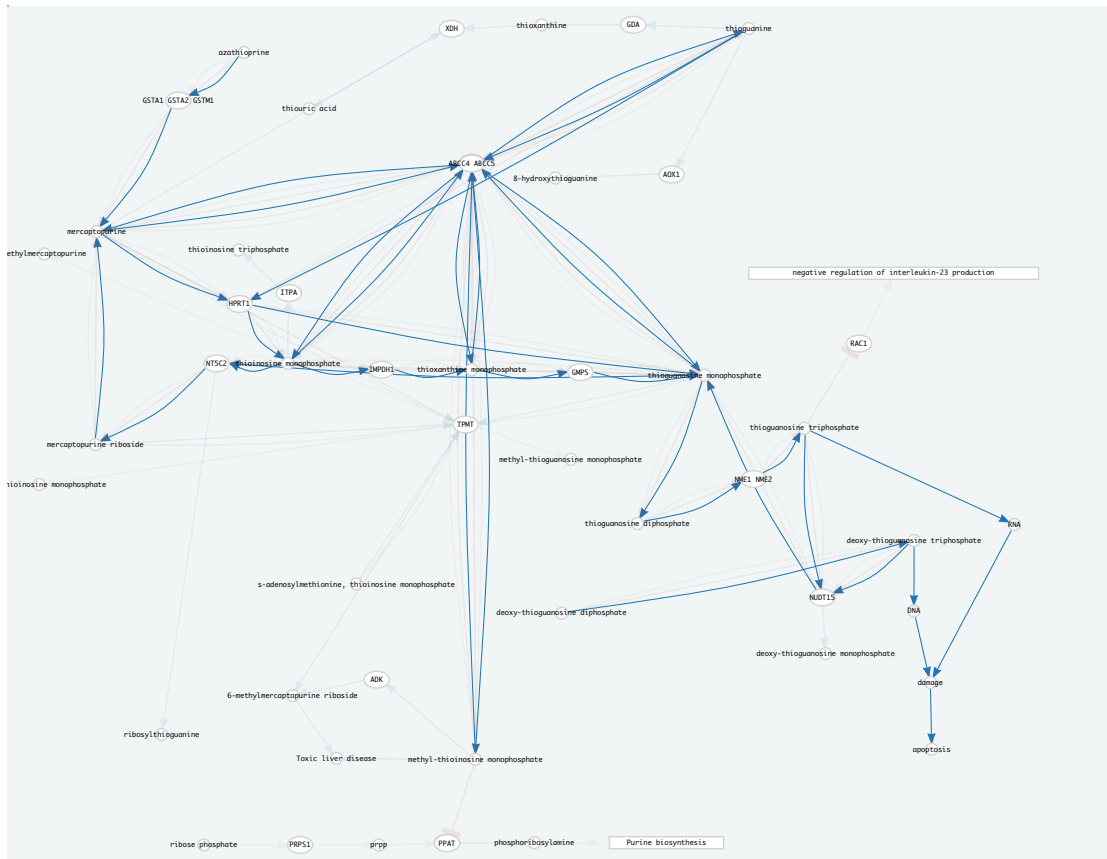 XDH
thioxanthine
GDA
thioguanine
azathioprine
GSTA1 GSTA2 GSTM1
thiouric acid
ABCC4 ABCC5
8-hydroxythioguanine
AOX1
mercaptopurine
ethylmercaptopurine
thioinosine triphosphate
negative regulation of interleukin-23 production
ITPA
HPRT1
RAC1
NT5C2
thioinosine monophosphate
IMPDH1
thioxanthine monophosphate
GMPS
thioguanosine monophosphate
TPMT
thioguanosine triphosphate
mercaptopurine riboside
methyl-thioguanosine monophosphate
NME1 NME2
hioinosine monophosphate
thioguanosine diphosphate
RNA
deoxy-thioguanosine triphosphate
s-adenosylmethionine, thioinosine monophosphate
NUDT15
deoxy-thioguanosine diphosphate
DNA
deoxy-thioguanosine monophosphate
ADK
damage
6-methylmercaptopurine riboside
ribosylthioguanine
apoptosis
Toxic liver disease
methyl-thioinosine monophosphate
ribose phosphate
PRPS1
prpp
PPAT
phosphoribosylamine
Purine biosynthesis